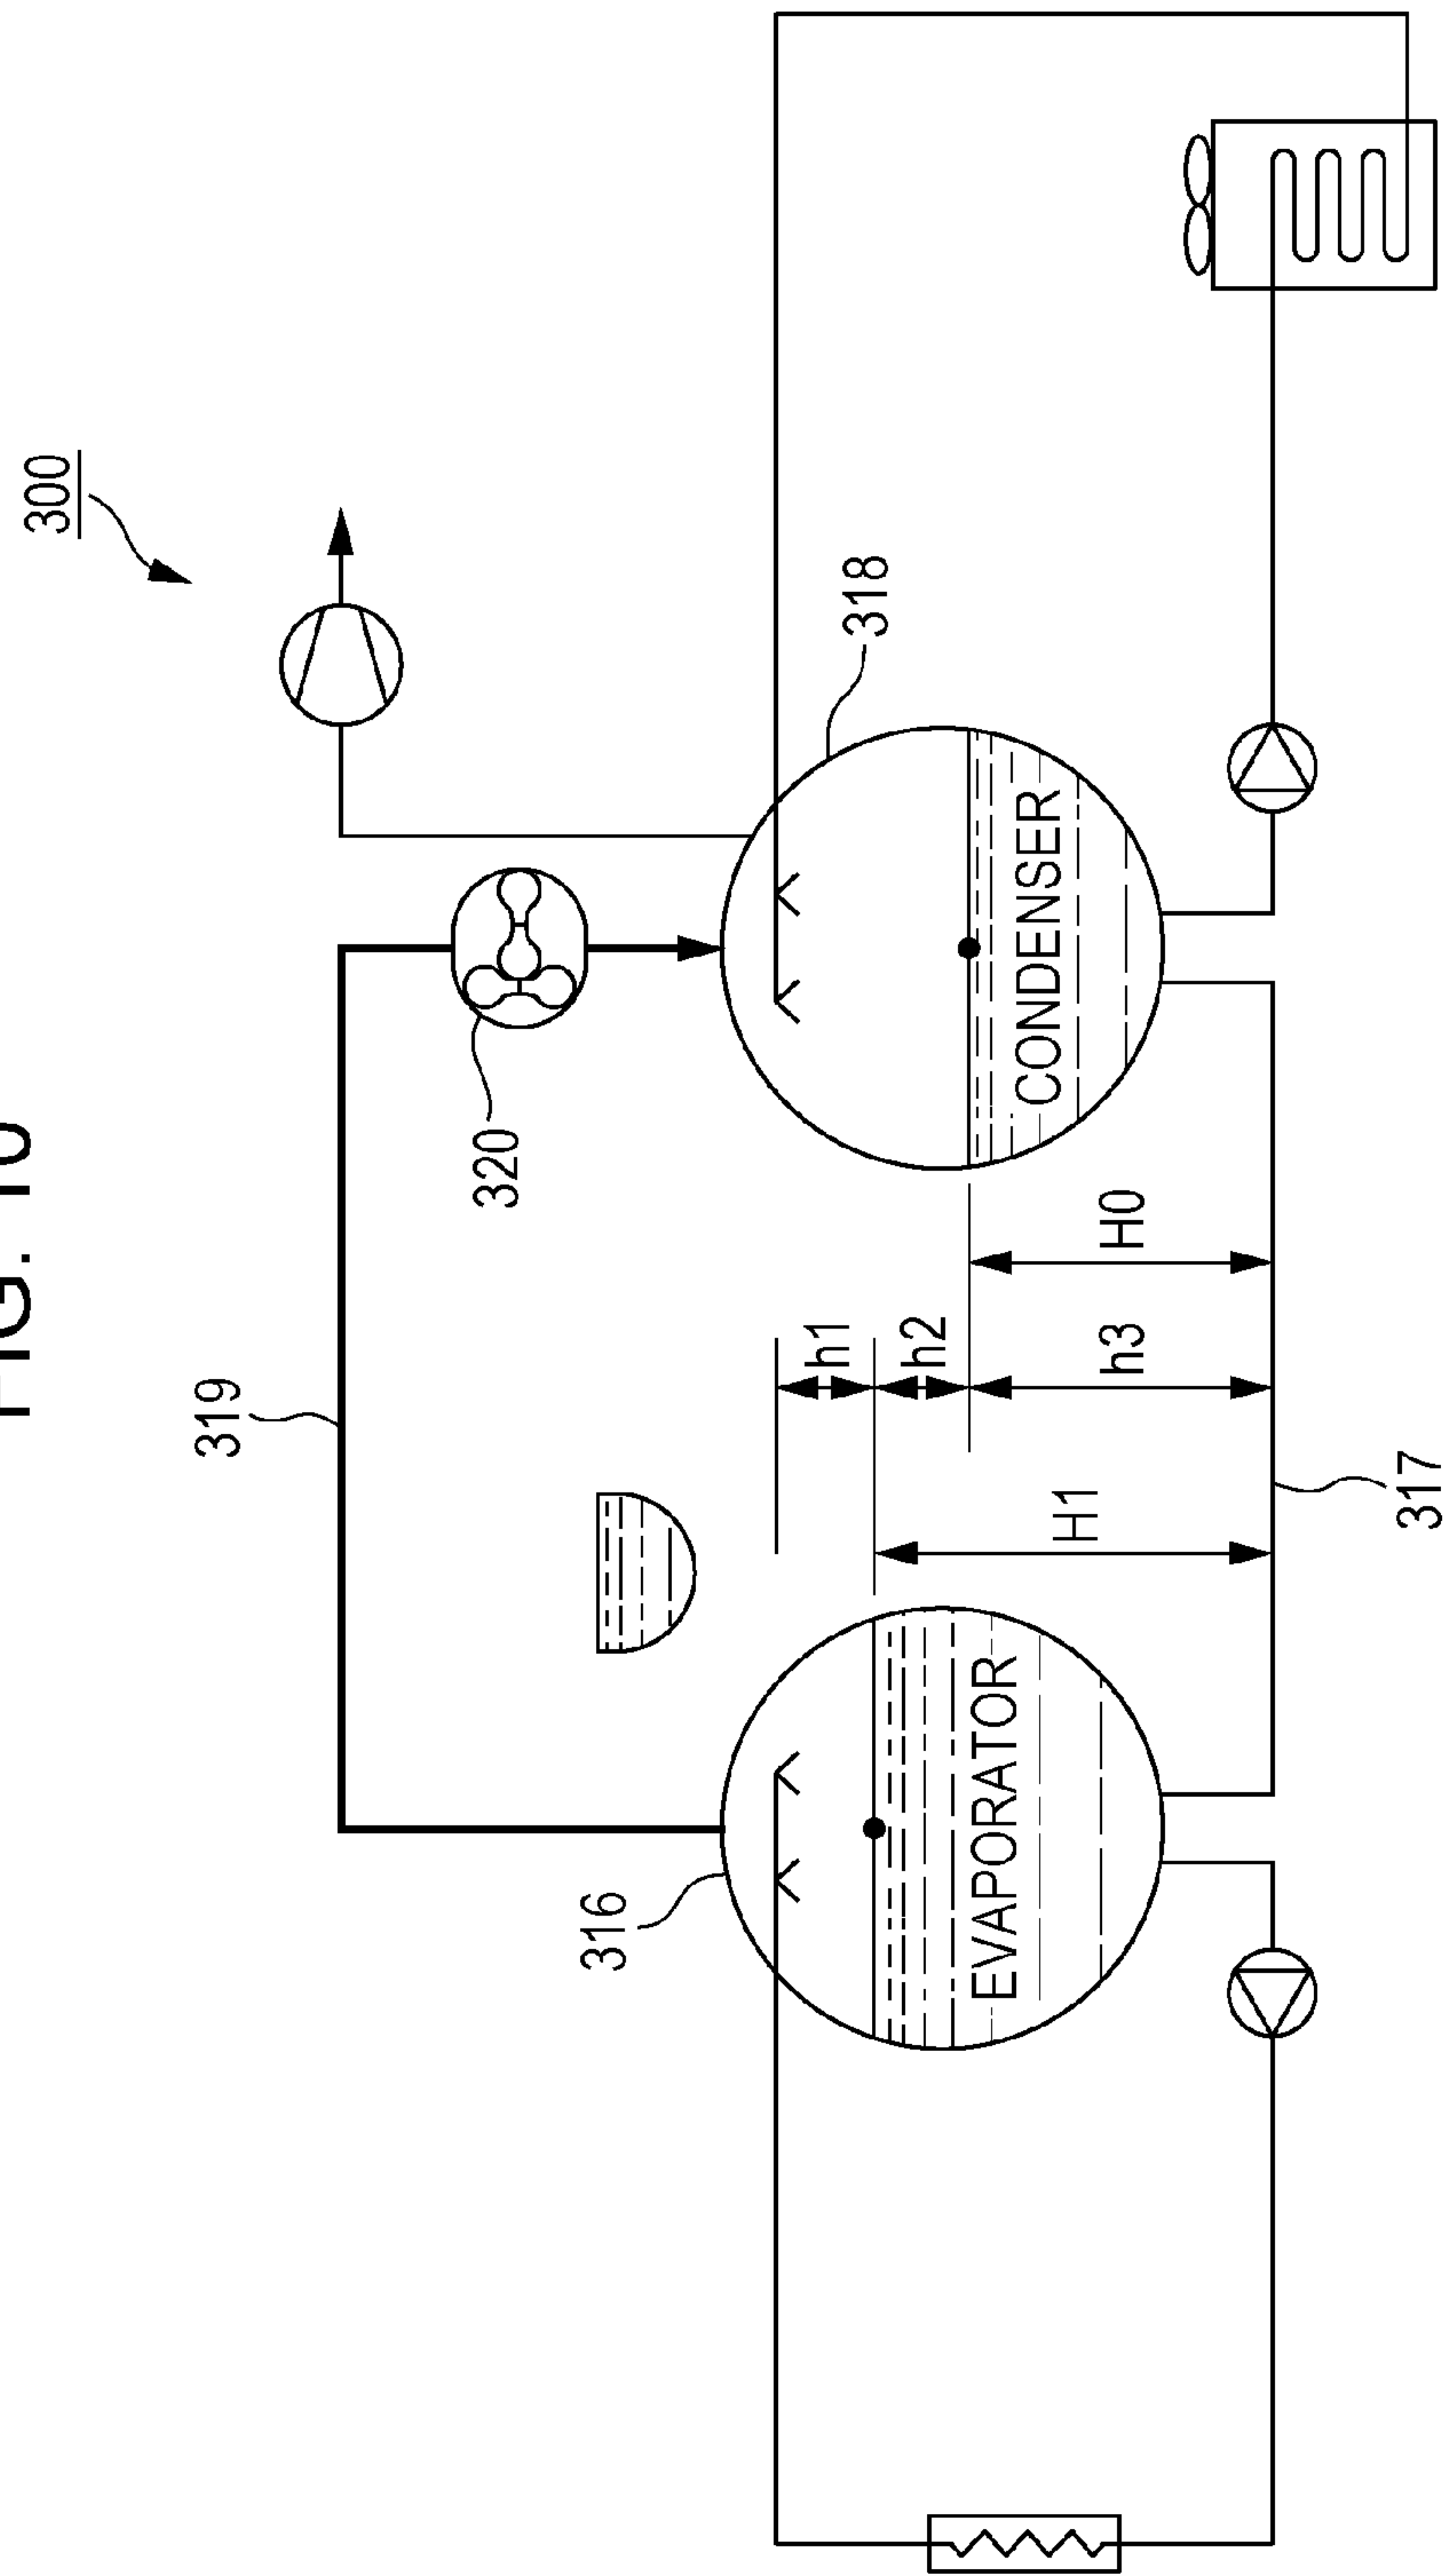 FIG. 10
300
319
320
318
316
EVAPORATOR
CONDENSER
h1
h2
h3
H0
H1
317